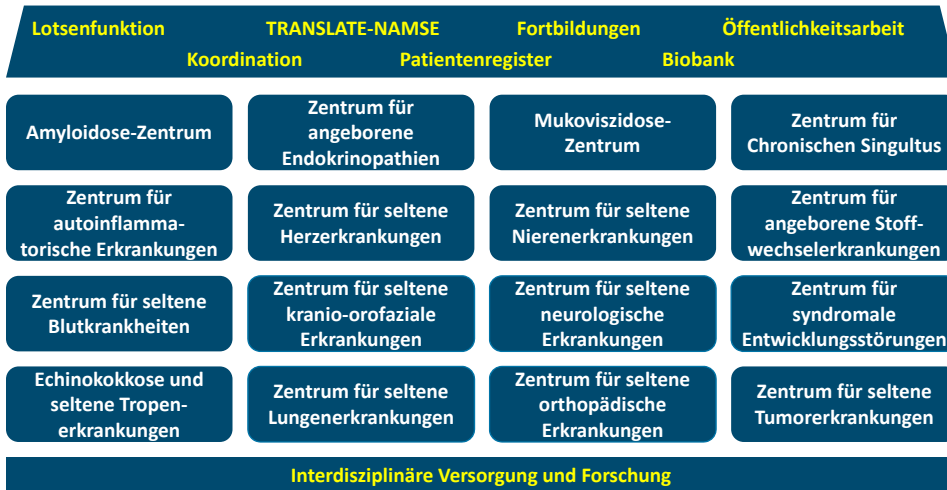 Lotsenfunktion TRANSLATE-NAMSE Fortbildungen Öffentlichkeitsarbeit
Koordination Patientenregister Biobank
Amyloidose-Zentrum
Zentrum für
angeborene
Endokrinopathien
Mukoviszidose-
Zentrum
Zentrum für
Chronischen Singultus
Zentrum für
autoinflamma-
torische Erkrankungen
Zentrum für seltene
Herzerkrankungen
Zentrum für seltene
Nierenerkrankungen
Zentrum für
angeborene Stoff-
wechselerkrankungen
Zentrum für seltene
Blutkrankheiten
Zentrum für seltene
kranio-orofaziale
Erkrankungen
Zentrum für seltene
neurologische
Erkrankungen
Zentrum für
syndromale
Entwicklungsstörungen
Echinokokkose und
seltene Tropen-
erkrankungen
Zentrum für seltene
Lungenerkrankungen
Zentrum für seltene
orthopädische
Erkrankungen
Zentrum für seltene
Tumorerkrankungen
Interdisziplinäre Versorgung und Forschung